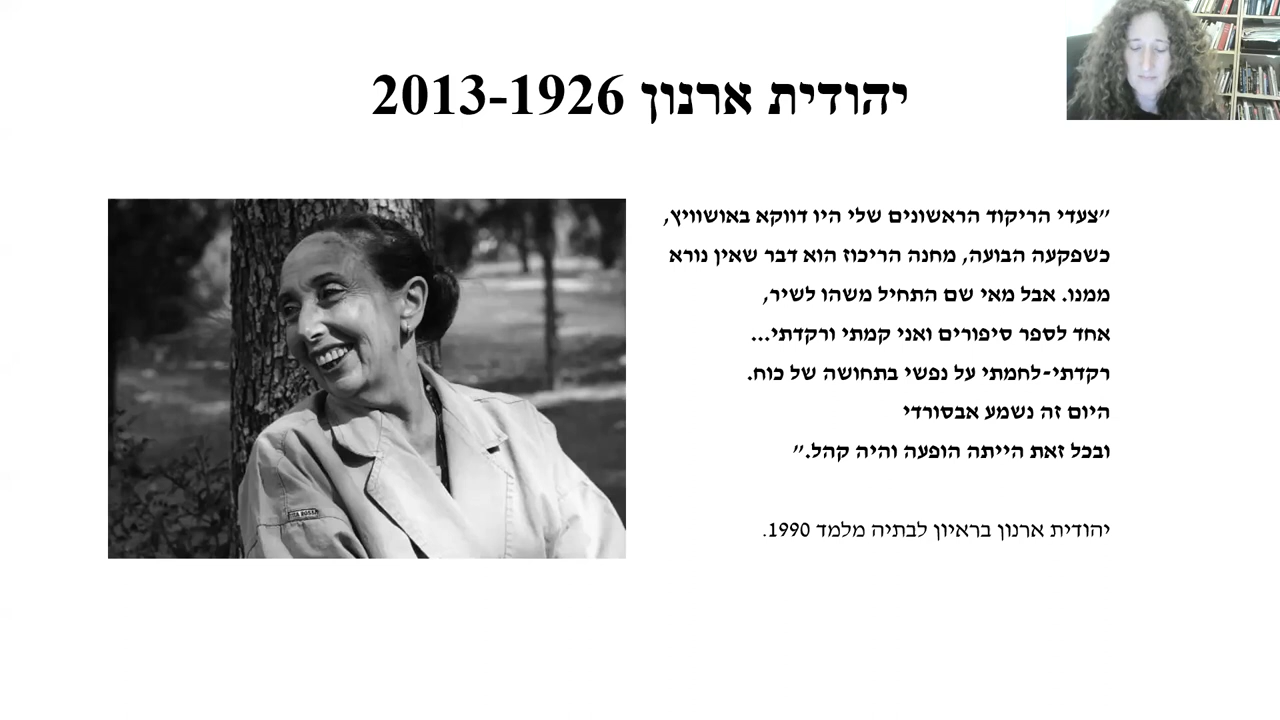 יהודית ארנון 2013-1926
"צעדי הריקוד הראשונים שלי היו דווקא באושוויץ,
כשפקעה הבועה, מחנה הריכוז הוא דבר שאין נורא
ממנו. אבל מאי שם התחיל משהו לשיר,
אחד לספר סיפורים ואני קמתי ורקדתי...
רקדתי-לחמתי על נפשי בתחושה של כוח.
היום זה נשמע אבסורדי
ובכל זאת הייתה הופעה והיה קהל."
יהודית ארנון בראיון לבתיה מלמד 1990.